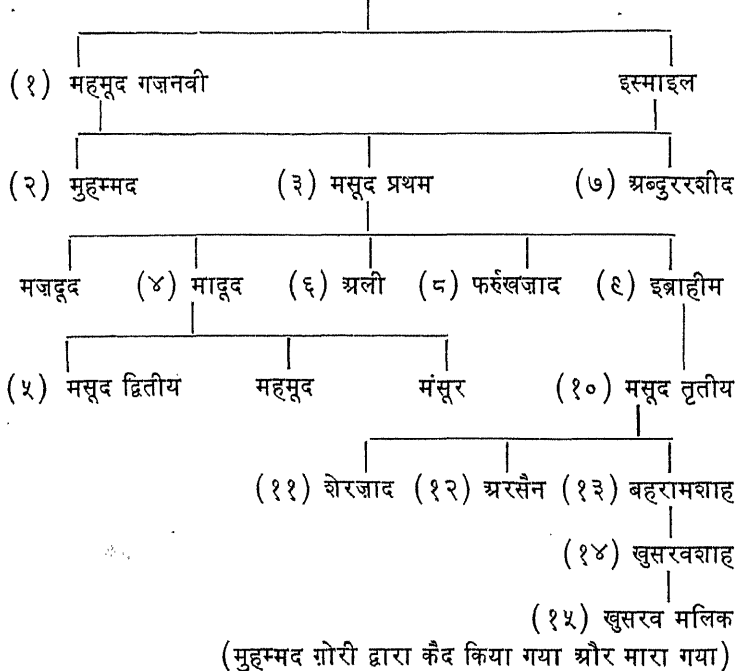 (१) महमूद गज़नवी इस्माइल
(२) मुहम्मद (३) मसूद प्रथम (७) अब्दुररशीद
मज़दूद (४) मादूद (६) अली (८) फर्रुखज़ाद (९) इब्राहीम
(५) मसूद द्वितीय महमूद मंसूर (१०) मसूद तृतीय
(११) शेरज़ाद (१२) अरसैन (१३) बहरामशाह
(१४) खुसरवशाह
(१५) खुसरव मलिक
(मुहम्मद ग़ोरी द्वारा कैद किया गया और मारा गया)